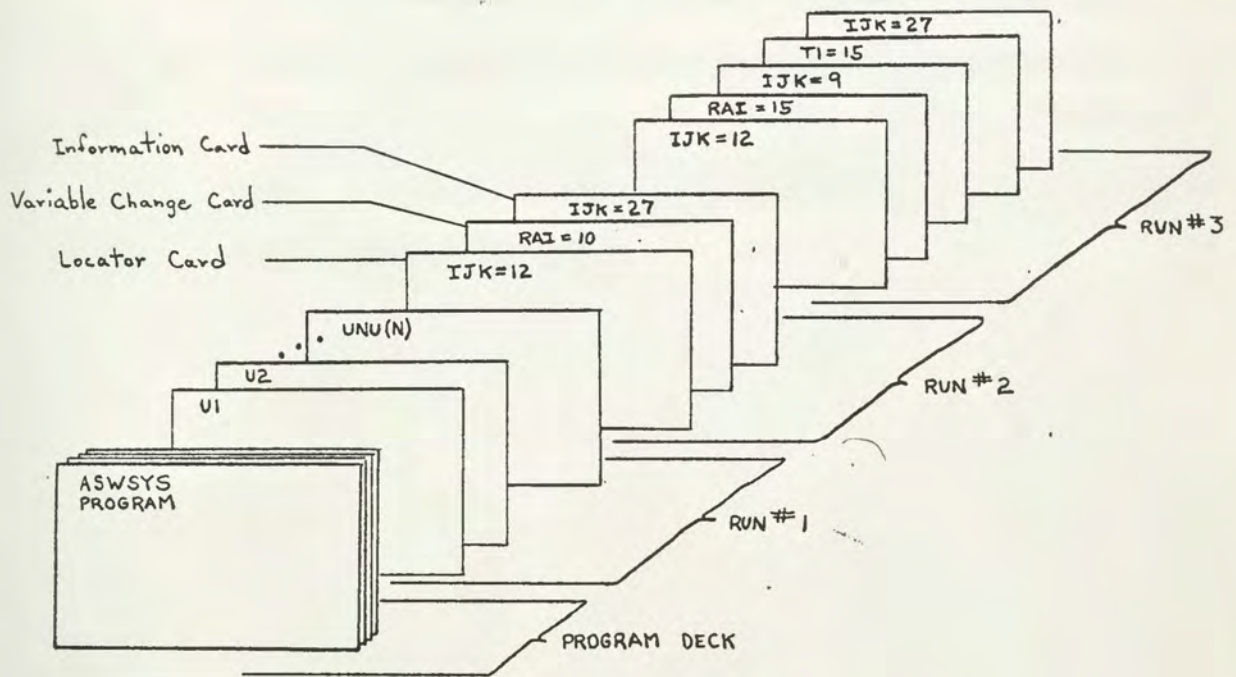 IJK=27
TI=15
IJK=9
RAI=15
IJK=12
Information Card
Variable Change Card
Locator Card
IJK=27
RAI=10
IJK=12
UNU(N)
U2
U1
ASWSYS
PROGRAM
RUN #3
RUN #2
RUN #1
PROGRAM DECK